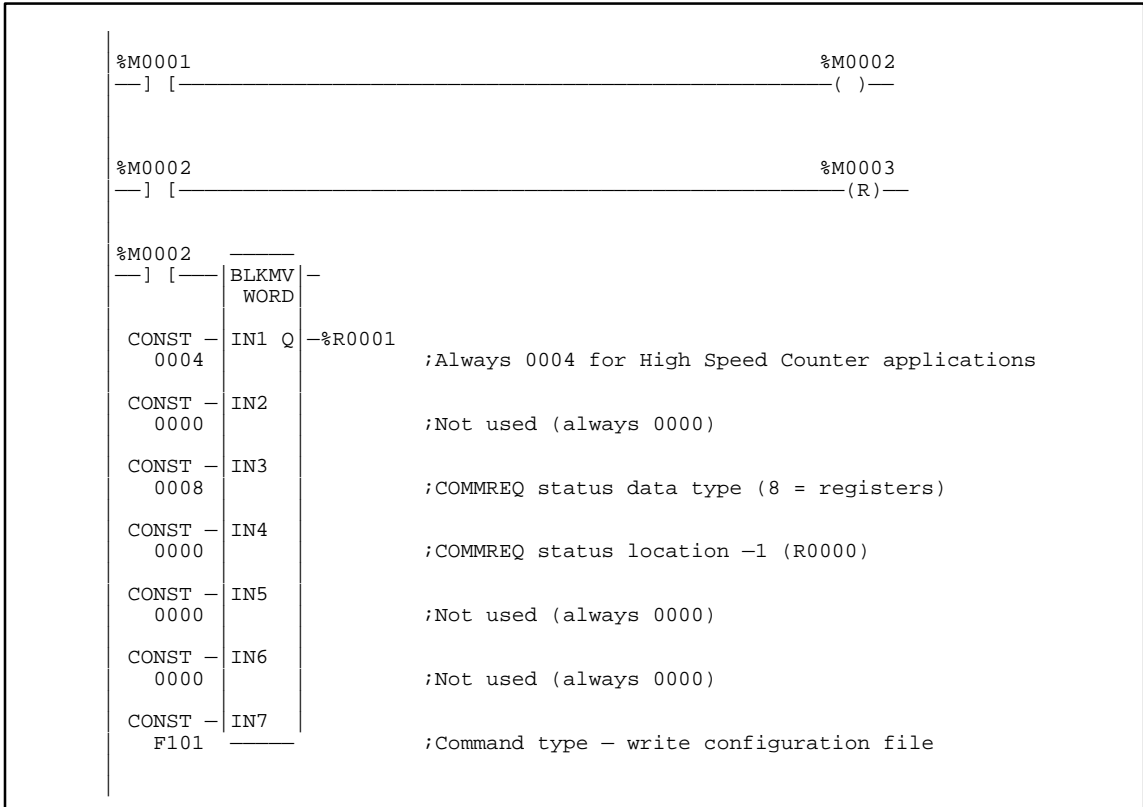 %M0001 %M0002
——] [——( )——
%M0002 %M0003
——] [——(R)——
%M0002
——] [——BLKMV
WORD
CONST — IN1 Q —%R0001
0004 ;Always 0004 for High Speed Counter applications
CONST — IN2
0000 ;Not used (always 0000)
CONST — IN3
0008 ;COMMREQ status data type (8 = registers)
CONST — IN4
0000 ;COMMREQ status location —1 (R0000)
CONST — IN5
0000 ;Not used (always 0000)
CONST — IN6
0000 ;Not used (always 0000)
CONST — IN7
F101 ;Command type — write configuration file